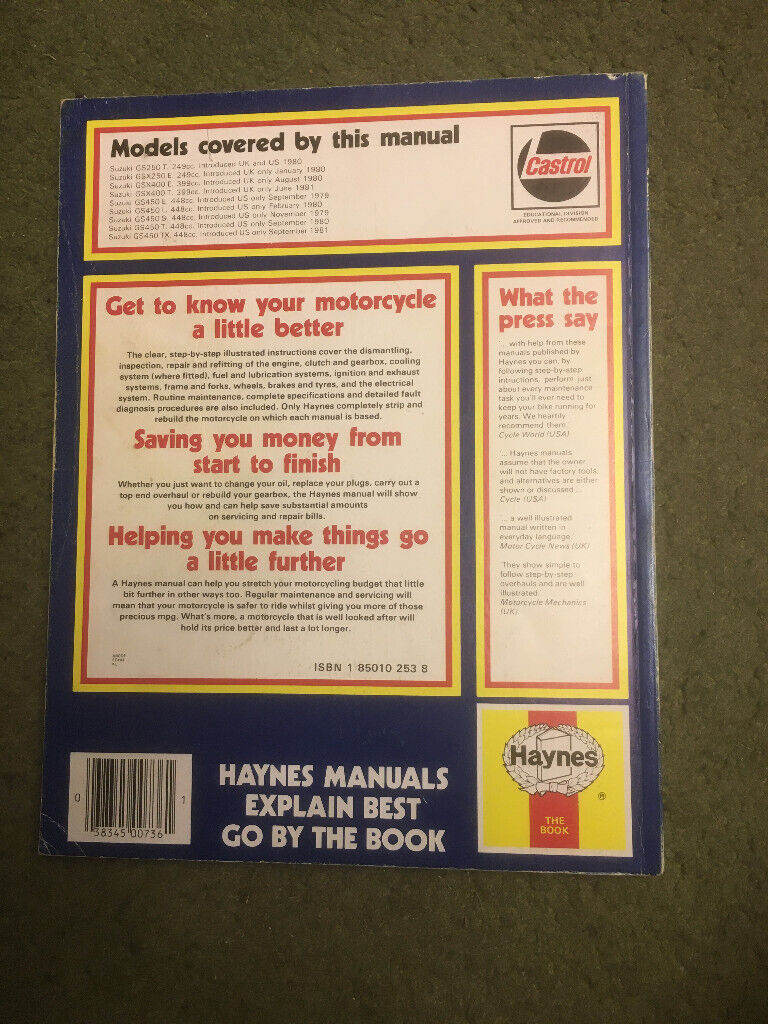 Models covered by this manual
Suzuki GS250 T. 249cc. Introduced UK and US 1980
Suzuki GSX250 E. 249cc. Introduced UK only January 1980
Suzuki GSX400 E. 399cc. Introduced UK only August 1980
Suzuki GSX400 T. 399cc. Introduced UK only June 1981
Suzuki GS450 E. 448cc. Introduced US only September 1979
Suzuki GS450 L. 448cc. Introduced US only February 1980
Suzuki GS450 S. 448cc. Introduced US only November 1979
Suzuki GS450 T. 448cc. Introduced US only September 1980
Suzuki GS450 TX. 448cc. Introduced US only September 1981
Castrol
EDUCATIONAL DIVISION
APPROVED AND RECOMMENDED
Get to know your motorcycle
a little better
The clear, step-by-step illustrated instructions cover the dismantling,
inspection, repair and refitting of the engine, clutch and gearbox, cooling
system (where fitted), fuel and lubrication systems, ignition and exhaust
systems, frame and forks, wheels, brakes and tyres, and the electrical
system. Routine maintenance, complete specifications and detailed fault
diagnosis procedures are also included. Only Haynes completely strip and
rebuild the motorcycle on which each manual is based.
Saving you money from
start to finish
Whether you just want to change your oil, replace your plugs, carry out a
top end overhaul or rebuild your gearbox, the Haynes manual will show
you how and can help save substantial amounts
on servicing and repair bills.
Helping you make things go
a little further
A Haynes manual can help you stretch your motorcycling budget that little
bit further in other ways too. Regular maintenance and servicing will
mean that your motorcycle is safer to ride whilst giving you more of those
precious mpg. What's more, a motorcycle that is well looked after will
hold its price better and last a lot longer.
ISBN 1 85010 253 8
What the
press say
...with help from these
manuals published by
Haynes you can, by
following step-by-step
intructions, perform just
about every maintenance
task you'll ever need to
keep your bike running for
years. We heartily
recommend them
Cycle World (USA)
'... Haynes manuals
assume that the owner
will not have factory tools,
and alternatives are either
shown or discussed ...
Cycle (USA)
'... a well illustrated
manual written in
everyday language.
Motor Cycle News (UK)
'They show simple to
follow step-by-step
overhauls and are well
illustrated.
Motorcycle Mechanics
(UK)
0 38345 00736 1
HAYNES MANUALS
EXPLAIN BEST
GO BY THE BOOK
Haynes
®
THE
BOOK